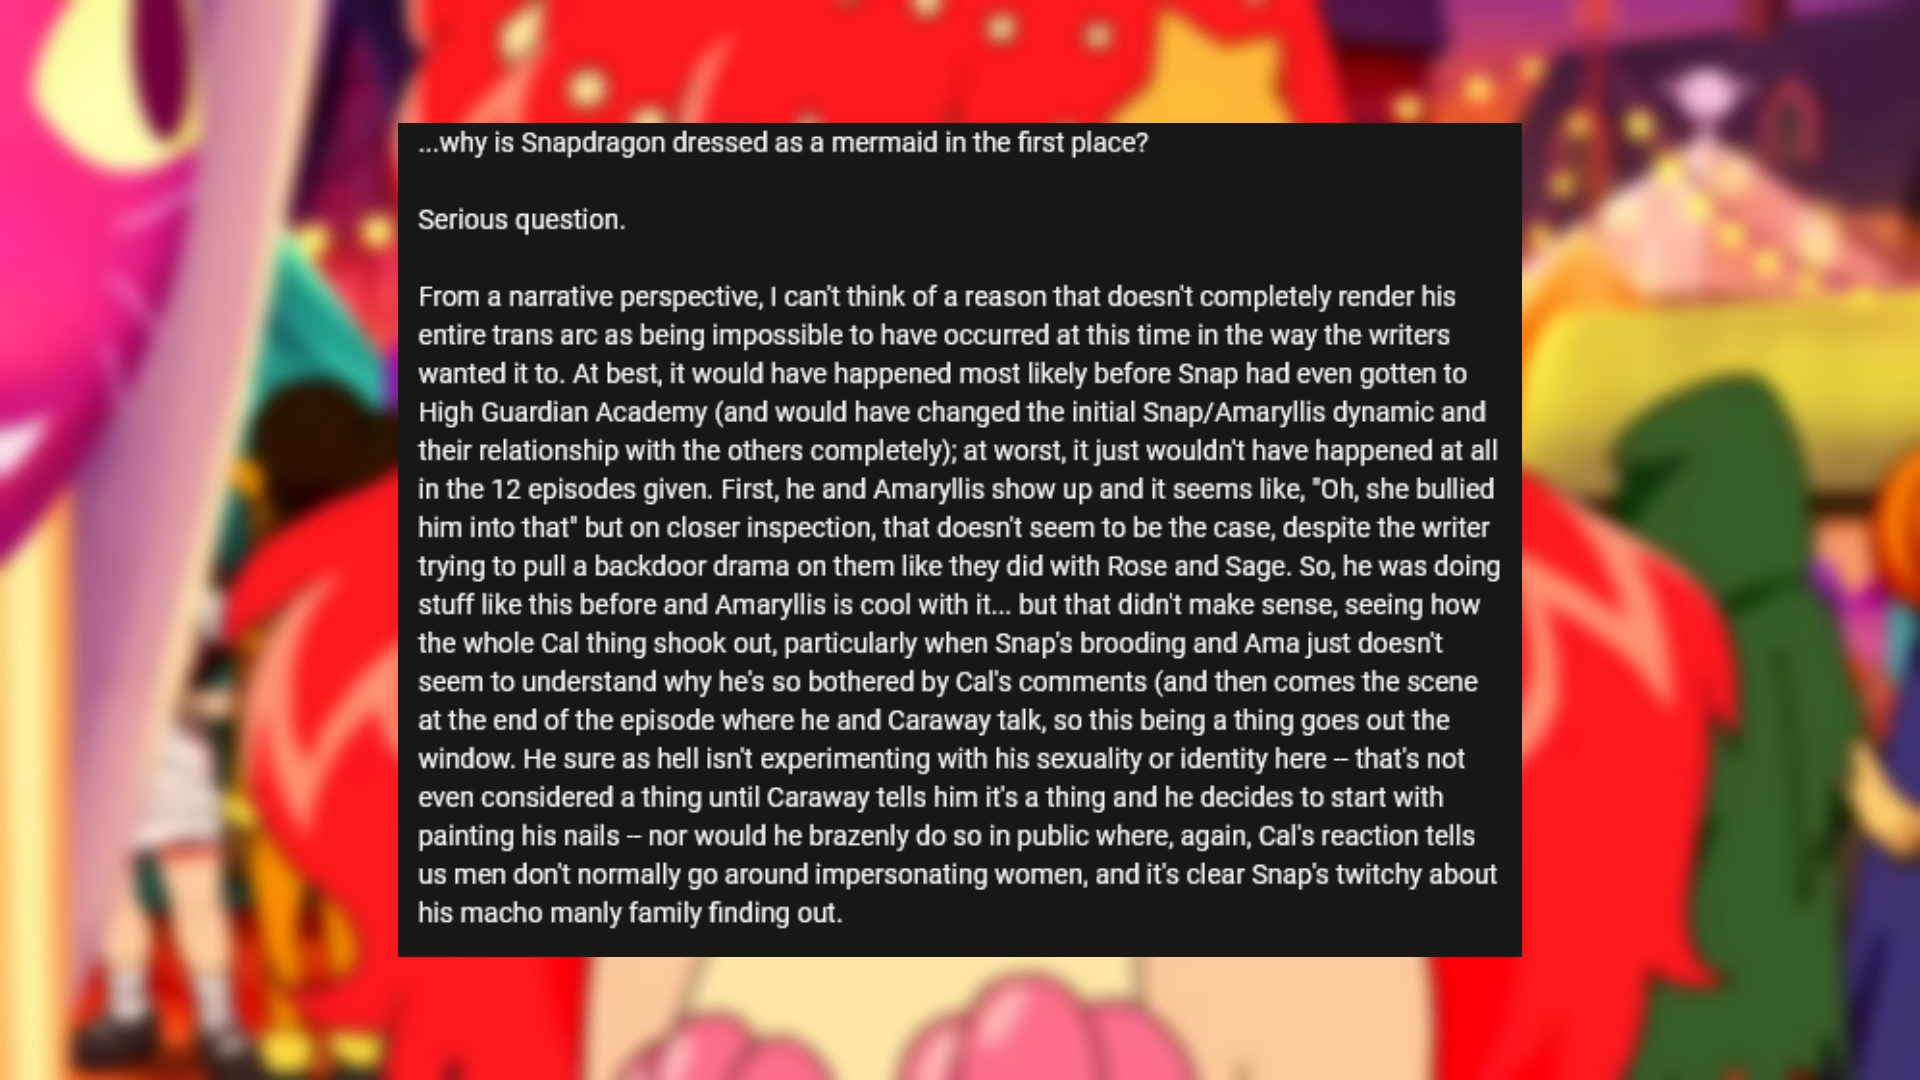 ...why is Snapdragon dressed as a mermaid in the first place?
Serious question.
From a narrative perspective, I can't think of a reason that doesn't completely render his
entire trans arc as being impossible to have occurred at this time in the way the writers
wanted it to. At best, it would have happened most likely before Snap had even gotten to
High Guardian Academy (and would have changed the initial Snap/Amaryllis dynamic and
their relationship with the others completely); at worst, it just wouldn't have happened at all
in the 12 episodes given. First, he and Amaryllis show up and it seems like, "Oh, she bullied
him into that" but on closer inspection, that doesn't seem to be the case, despite the writer
trying to pull a backdoor drama on them like they did with Rose and Sage. So, he was doing
stuff like this before and Amaryllis is cool with it... but that didn't make sense, seeing how
the whole Cal thing shook out, particularly when Snap's brooding and Ama just doesn't
seem to understand why he's so bothered by Cal's comments (and then comes the scene
at the end of the episode where he and Caraway talk, so this being a thing goes out the
window. He sure as hell isn't experimenting with his sexuality or identity here -- that's not
even considered a thing until Caraway tells him it's a thing and he decides to start with
painting his nails -- nor would he brazenly do so in public where, again, Cal's reaction tells
us men don't normally go around impersonating women, and it's clear Snap's twitchy about
his macho manly family finding out.